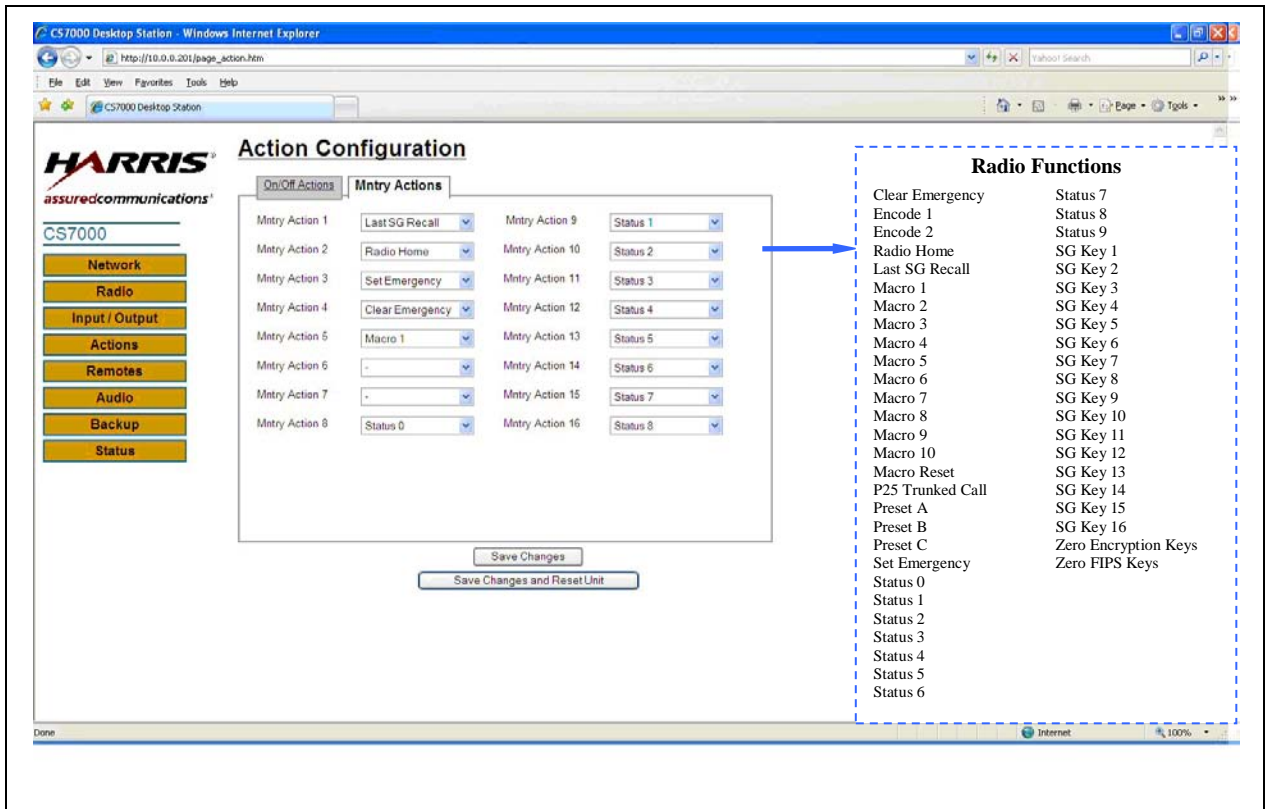 CS7000 Desktop Station - Windows Internet Explorer
http://10.0.0.201/page_action.htm
Yahoo! Search
File Edit View Favorites Tools Help
CS7000 Desktop Station
Page Tools
HARRIS
assuredcommunications
CS7000
Network
Radio
Input / Output
Actions
Remotes
Audio
Backup
Status
Action Configuration
On/Off Actions Mntry Actions
Mntry Action 1 Last SG Recall Mntry Action 9 Status 1
Mntry Action 2 Radio Home Mntry Action 10 Status 2
Mntry Action 3 Set Emergency Mntry Action 11 Status 3
Mntry Action 4 Clear Emergency Mntry Action 12 Status 4
Mntry Action 5 Macro 1 Mntry Action 13 Status 5
Mntry Action 6 - Mntry Action 14 Status 6
Mntry Action 7 - Mntry Action 15 Status 7
Mntry Action 8 Status 0 Mntry Action 16 Status 8
Save Changes
Save Changes and Reset Unit
Radio Functions
Clear Emergency
Encode 1
Encode 2
Radio Home
Last SG Recall
Macro 1
Macro 2
Macro 3
Macro 4
Macro 5
Macro 6
Macro 7
Macro 8
Macro 9
Macro 10
Macro Reset
P25 Trunked Call
Preset A
Preset B
Preset C
Set Emergency
Status 0
Status 1
Status 2
Status 3
Status 4
Status 5
Status 6
Status 7
Status 8
Status 9
SG Key 1
SG Key 2
SG Key 3
SG Key 4
SG Key 5
SG Key 6
SG Key 7
SG Key 8
SG Key 9
SG Key 10
SG Key 11
SG Key 12
SG Key 13
SG Key 14
SG Key 15
SG Key 16
Zero Encryption Keys
Zero FIPS Keys
Done
Internet
100%